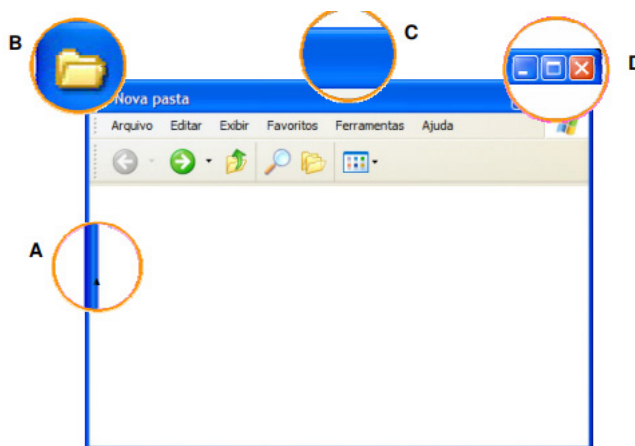 B
C
D
Nova pasta
Arquivo Editar Exibir Favoritos Ferramentas Ajuda
A